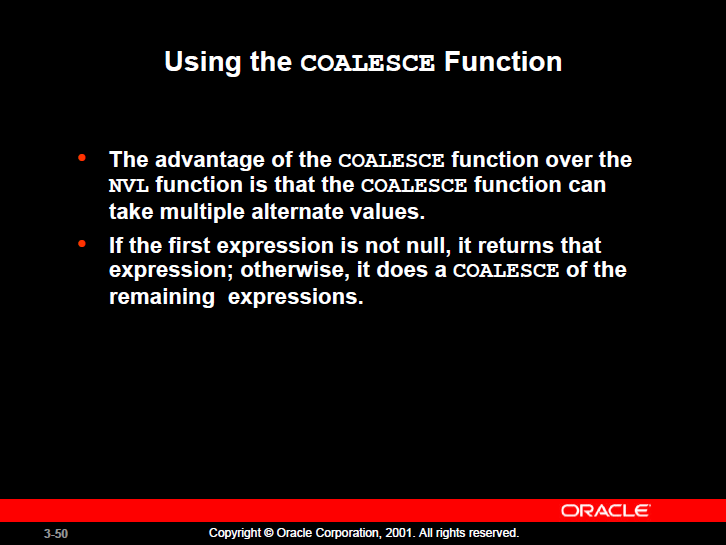 Using the COALESCE Function
• The advantage of the COALESCE function over the
NVL function is that the COALESCE function can
take multiple alternate values.
• If the first expression is not null, it returns that
expression; otherwise, it does a COALESCE of the
remaining  expressions.
ORACLE
3-50
Copyright © Oracle Corporation, 2001. All rights reserved.